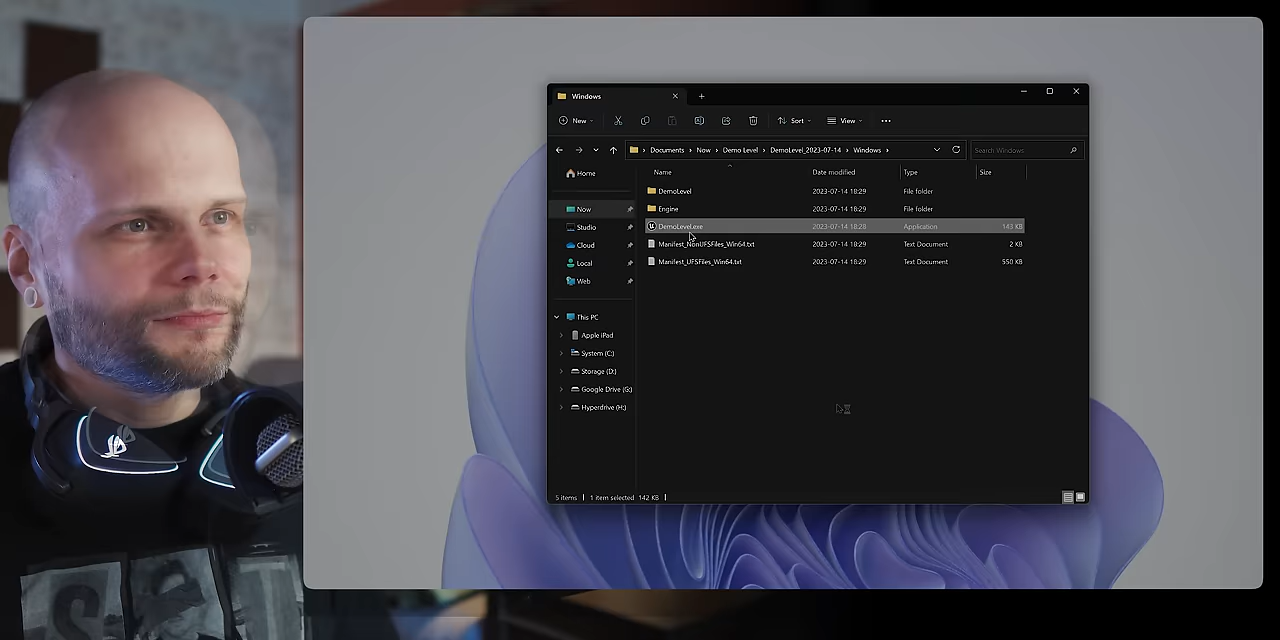 Windows
New
Sort
View
Documents > Now > Demo Level > DemoLevel_2023-07-14 > Windows >
Search Windows
Name Date modified Type Size
Home
Now
Studio
Cloud
Local
Web
This PC
Apple iPad
System (C:)
Storage (D:)
Google Drive (G:)
Hyperdrive (H:)
DemoLevel 2023-07-14 18:29 File folder
Engine 2023-07-14 18:29 File folder
DemoLevel.exe 2023-07-14 18:28 Application 143 KB
Manifest_NonUFSFiles_Win64.txt 2023-07-14 18:29 Text Document 2 KB
Manifest_UFSFiles_Win64.txt 2023-07-14 18:29 Text Document 550 KB
5 items 1 item selected 142 KB